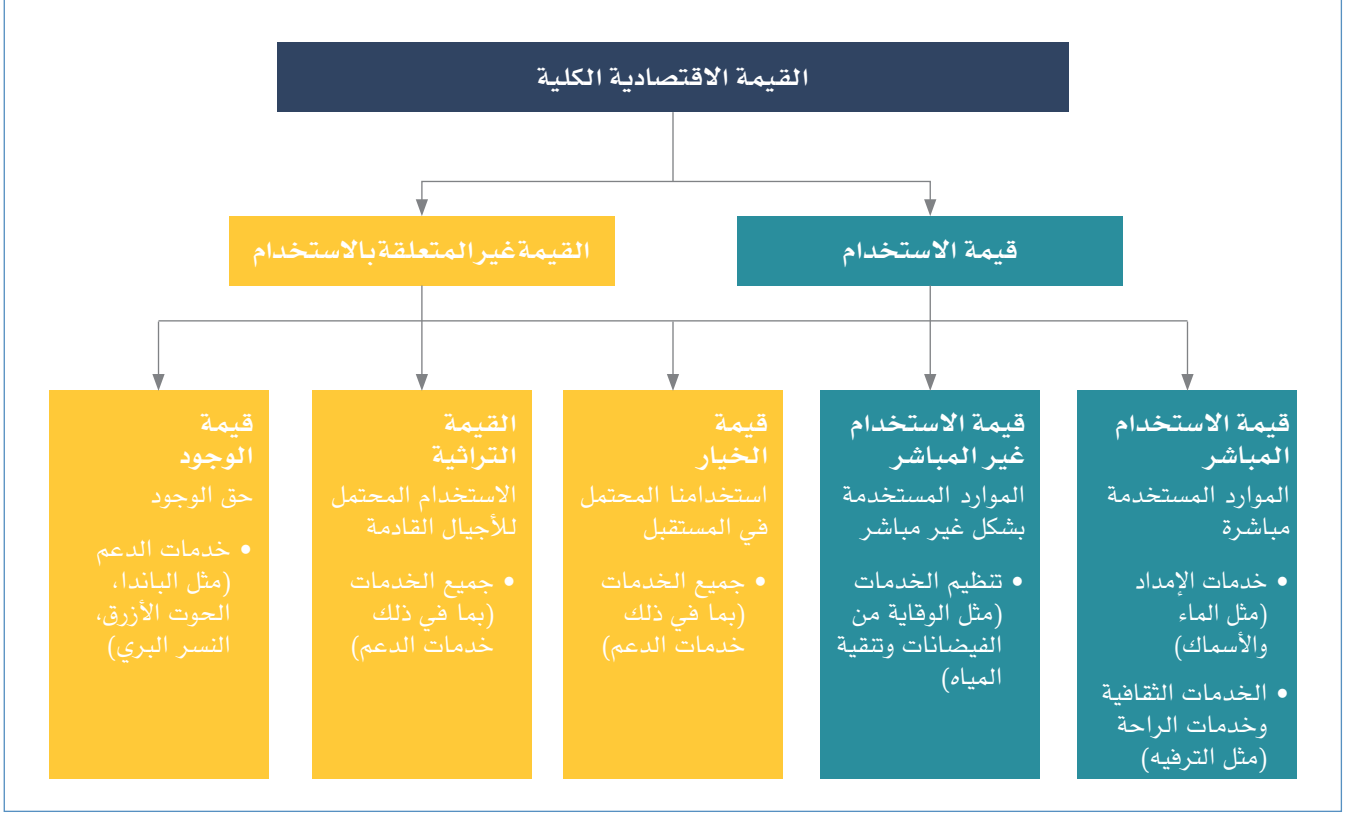 القيمة الاقتصادية الكلية
قيمة الاستخدام
القيمة غير المتعلقة بالاستخدام
قيمة الاستخدام
المباشر
الموارد المستخدمة
مباشرة
• خدمات الإمداد
(مثل الماء
والأسماك)
• الخدمات الثقافية
وخدمات الراحة
(مثل الترفيه)
قيمة الاستخدام
غير المباشر
الموارد المستخدمة
بشكل غير مباشر
• تنظيم الخدمات
(مثل الوقاية من
الفيضانات وتنقية
المياه)
قيمة
الخيار
استخدامنا المحتمل
في المستقبل
• جميع الخدمات
(بما في ذلك
خدمات الدعم)
القيمة
التراثية
الاستخدام المحتمل
للأجيال القادمة
• جميع الخدمات
(بما في ذلك
خدمات الدعم)
قيمة
الوجود
حق الوجود
• خدمات الدعم
(مثل الباندا،
الحوت الأزرق،
النسر البري)